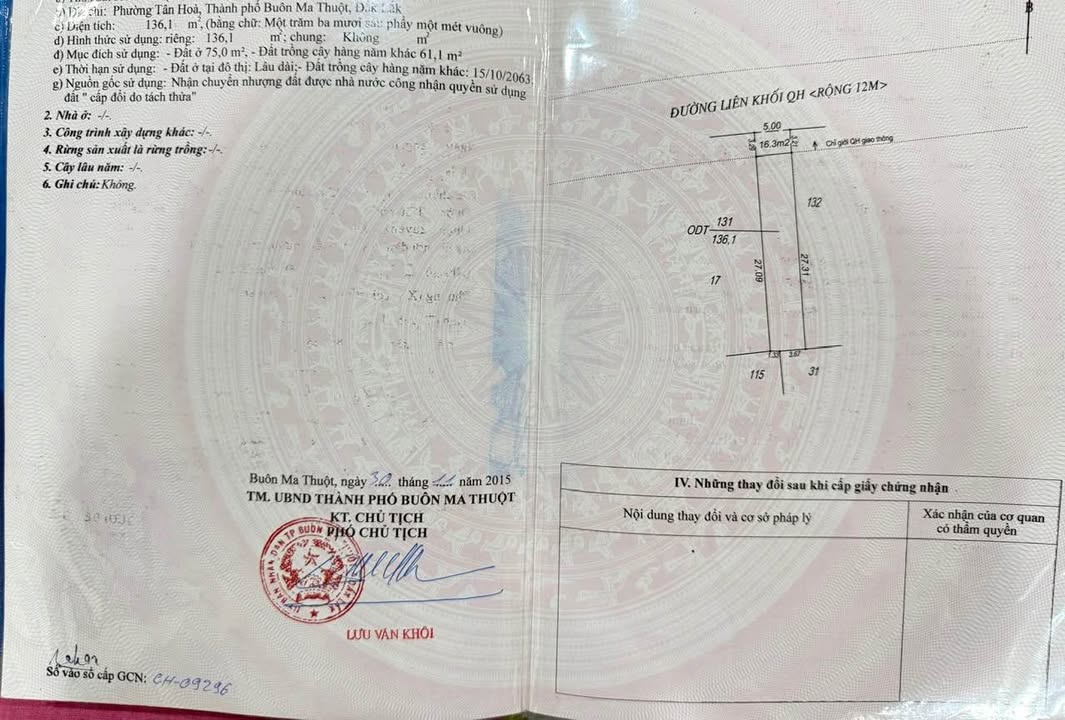 b) Địa chỉ: Phường Tân Hoà, Thành phố Buôn Ma Thuột, Đắk Lắk
c) Diện tích: 136,1 m², (bằng chữ: Một trăm ba mươi sáu phẩy một mét vuông)
d) Hình thức sử dụng: riêng: 136,1 m²; chung: Không m²
đ) Mục đích sử dụng: - Đất ở 75,0 m², - Đất trồng cây hàng năm khác 61,1 m²
e) Thời hạn sử dụng: - Đất ở tại đô thị: Lâu dài;- Đất trồng cây hàng năm khác: 15/10/2063
g) Nguồn gốc sử dụng: Nhận chuyển nhượng đất được nhà nước công nhận quyền sử dụng
đất " cấp đổi do tách thửa"
2. Nhà ở: -/-
3. Công trình xây dựng khác: -/-.
4. Rừng sản xuất là rừng trồng:-/-.
5. Cây lâu năm: -/-.
6. Ghi chú: Không.
Buôn Ma Thuột, ngày 30 tháng 11 năm 2015
TM. UBND THÀNH PHỐ BUÔN MA THUỘT
KT. CHỦ TỊCH
PHÓ CHỦ TỊCH
LƯU VĂN KHÔI
Số vào sổ cấp GCN: CH-09296
B
ĐƯỜNG LIÊN KHỐI QH <RỘNG 12M>
5.00
16.3m2
Chỉ giới QH giao thông
132
ODT 131
136,1
27.09
27.31
17
1.33
3.67
115
31
IV. Những thay đổi sau khi cấp giấy chứng nhận
Nội dung thay đổi và cơ sở pháp lý
Xác nhận của cơ quan
có thẩm quyền